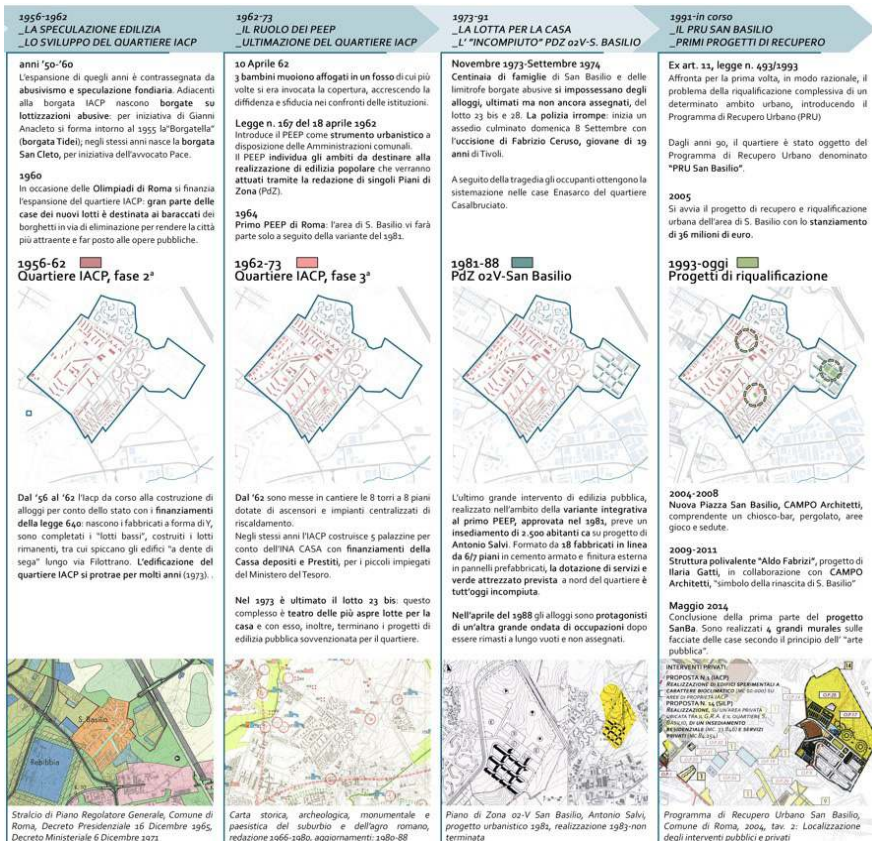 1956-1962
_LA SPECULAZIONE EDILIZIA
_LO SVILUPPO DEL QUARTIERE IACP
anni '50-'60
L'espansione di quegli anni è contrassegnata da
abusivismo e speculazione fondiaria. Adiacenti
alla borgata IACP nascono borgate su
lottizzazioni abusive: per iniziativa di Gianni
Anacleto si forma intorno al 1955 la"Borgatella"
(borgata Tidei); negli stessi anni nasce la borgata
San Cleto, per iniziativa dell'avvocato Pace.
1960
In occasione delle Olimpiadi di Roma si finanzia
l'espansione del quartiere IACP: gran parte delle
case dei nuovi lotti è destinata ai baraccati dei
borghetti in via di eliminazione per rendere la città
più attraente e far posto alle opere pubbliche.
1956-62
Quartiere IACP, fase 2ª
Dal '56 al '62 l'Iacp da corso alla costruzione di
alloggi per conto dello stato con i finanziamenti
della legge 640: nascono i fabbricati a forma di Y,
sono completati i "lotti bassi", costruiti i lotti
rimanenti, tra cui spiccano gli edifici "a dente di
sega" lungo via Filottrano. L'edificazione del
quartiere IACP si protrae per molti anni (1973). .
S. Basilio
Rebibbia
Stralcio di Piano Regolatore Generale, Comune di
Roma, Decreto Presidenziale 16 Dicembre 1965,
Decreto Ministeriale 6 Dicembre 1971
1962-73
_IL RUOLO DEI PEEP
_ULTIMAZIONE DEL QUARTIERE IACP
10 Aprile 62
3 bambini muoiono affogati in un fosso di cui più
volte si era invocata la copertura, accrescendo la
diffidenza e sfiducia nei confronti delle istituzioni.
Legge n. 167 del 18 aprile 1962
Introduce il PEEP come strumento urbanistico a
disposizione delle Amministrazioni comunali.
Il PEEP individua gli ambiti da destinare alla
realizzazione di edilizia popolare che verranno
attuati tramite la redazione di singoli Piani di
Zona (PdZ).
1964
Primo PEEP di Roma: l'area di S. Basilio vi farà
parte solo a seguito della variante del 1981.
1962-73
Quartiere IACP, fase 3ª
Dal '62 sono messe in cantiere le 8 torri a 8 piani
dotate di ascensori e impianti centralizzati di
riscaldamento.
Negli stessi anni l'IACP costruisce 5 palazzine per
conto dell'INA CASA con finanziamenti della
Cassa depositi e Prestiti, per i piccoli impiegati
del Ministero del Tesoro.
Nel 1973 è ultimato il lotto 23 bis: questo
complesso è teatro delle più aspre lotte per la
casa e con esso, inoltre, terminano i progetti di
edilizia pubblica sovvenzionata per il quartiere.
Carta storica, archeologica, monumentale e
paesistica del suburbio e dell'agro romano,
redazione 1966-1980, aggiornamenti: 1980-88
1973-91
_LA LOTTA PER LA CASA
_L' "INCOMPIUTO" PDZ 02V-S. BASILIO
Novembre 1973-Settembre 1974
Centinaia di famiglie di San Basilio e delle
limitrofe borgate abusive si impossessano degli
alloggi, ultimati ma non ancora assegnati, del
lotto 23 bis e 28. La polizia irrompe: inizia un
assedio culminato domenica 8 Settembre con
l'uccisione di Fabrizio Ceruso, giovane di 19
anni di Tivoli.
A seguito della tragedia gli occupanti ottengono la
sistemazione nelle case Enasarco del quartiere
Casalbruciato.
1981-88
PdZ 02V-San Basilio
L'ultimo grande intervento di edilizia pubblica,
realizzato nell'ambito della variante integrativa
al primo PEEP, approvata nel 1981, preve un
insediamento di 2.500 abitanti ca su progetto di
Antonio Salvi. Formato da 18 fabbricati in linea
da 6/7 piani in cemento armato e finitura esterna
in pannelli prefabbricati, la dotazione di servizi e
verde attrezzato prevista a nord del quartiere è
tutt'oggi incompiuta.
Nell'aprile del 1988 gli alloggi sono protagonisti
di un'altra grande ondata di occupazioni dopo
essere rimasti a lungo vuoti e non assegnati.
Piano di Zona 02-V San Basilio, Antonio Salvi,
progetto urbanistico 1981, realizzazione 1983-non
terminata
1991-in corso
_IL PRU SAN BASILIO
_PRIMI PROGETTI DI RECUPERO
Ex art. 11, legge n. 493/1993
Affronta per la prima volta, in modo razionale, il
problema della riqualificazione complessiva di un
determinato ambito urbano, introducendo il
Programma di Recupero Urbano (PRU)
Dagli anni 90, il quartiere è stato oggetto del
Programma di Recupero Urbano denominato
"PRU San Basilio".
2005
Si avvia il progetto di recupero e riqualificazione
urbana dell'area di S. Basilio con lo stanziamento
di 36 milioni di euro.
1993-oggi
Progetti di riqualificazione
2004-2008
Nuova Piazza San Basilio, CAMPO Architetti,
comprendente un chiosco-bar, pergolato, aree
gioco e sedute.
2009-2011
Struttura polivalente "Aldo Fabrizi", progetto di
Ilaria Gatti, in collaborazione con CAMPO
Architetti, "simbolo della rinascita di S. Basilio"
Maggio 2014
Conclusione della prima parte del progetto
SanBa. Sono realizzati 4 grandi murales sulle
facciate delle case secondo il principio dell' "arte
pubblica".
INTERVENTI PRIVATI:
PROPOSTA N.1 (IACP)
REALIZZAZIONE DI EDIFICI SPERIMENTALI A
CARATTERE BIOCLIMATICO
AREE DI PROPRIETÀ IACP
PROPOSTA N. 14 (SILP)
REALIZZAZIONE, SU UN'AREA PRIVATA
UBICATA TRA IL G.R.A. E IL QUARTIERE S.
BASILIO, DI UN INSEDIAMENTO
RESIDENZIALE E SERVIZI
PRIVATI
Programma di Recupero Urbano San Basilio,
Comune di Roma, 2004, tav. 2: Localizzazione
degli interventi pubblici e privati